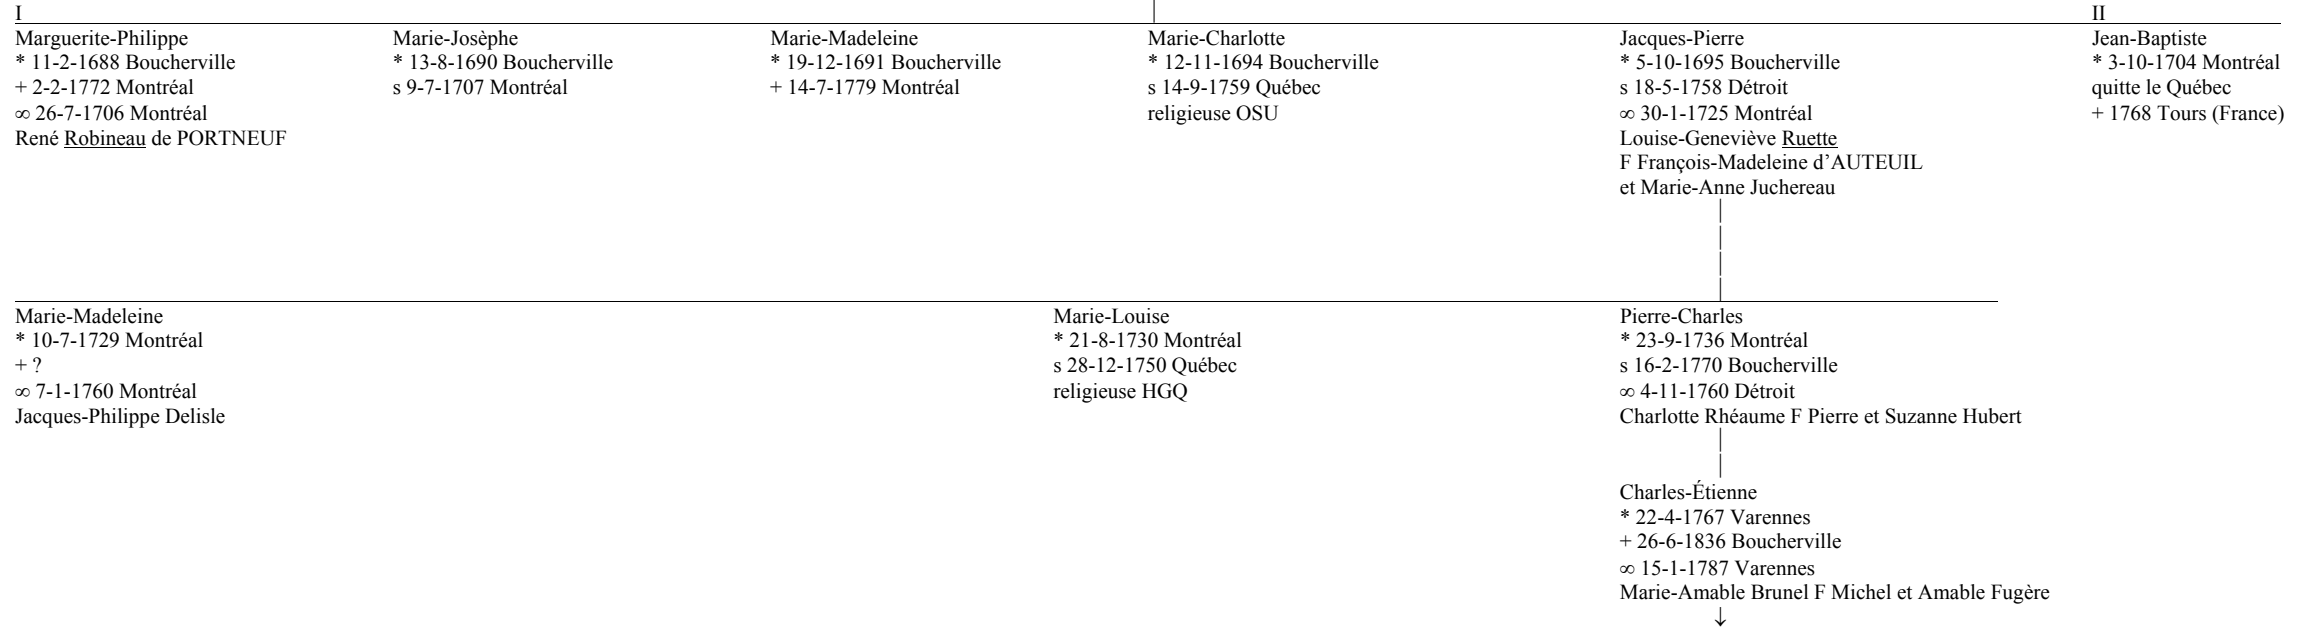 I
II
Marguerite-Philippe
* 11-2-1688 Boucherville
+ 2-2-1772 Montréal
∞ 26-7-1706 Montréal
René Robineau de PORTNEUF
Marie-Josèphe
* 13-8-1690 Boucherville
s 9-7-1707 Montréal
Marie-Madeleine
* 19-12-1691 Boucherville
+ 14-7-1779 Montréal
Marie-Charlotte
* 12-11-1694 Boucherville
s 14-9-1759 Québec
religieuse OSU
Jacques-Pierre
* 5-10-1695 Boucherville
s 18-5-1758 Détroit
∞ 30-1-1725 Montréal
Louise-Geneviève Ruette
F François-Madeleine d’AUTEUIL
et Marie-Anne Juchereau
Jean-Baptiste
* 3-10-1704 Montréal
quitte le Québec
+ 1768 Tours (France)
Marie-Madeleine
* 10-7-1729 Montréal
+ ?
∞ 7-1-1760 Montréal
Jacques-Philippe Delisle
Marie-Louise
* 21-8-1730 Montréal
s 28-12-1750 Québec
religieuse HGQ
Pierre-Charles
* 23-9-1736 Montréal
s 16-2-1770 Boucherville
∞ 4-11-1760 Détroit
Charlotte Rhéaume F Pierre et Suzanne Hubert
Charles-Étienne
* 22-4-1767 Varennes
+ 26-6-1836 Boucherville
∞ 15-1-1787 Varennes
Marie-Amable Brunel F Michel et Amable Fugère